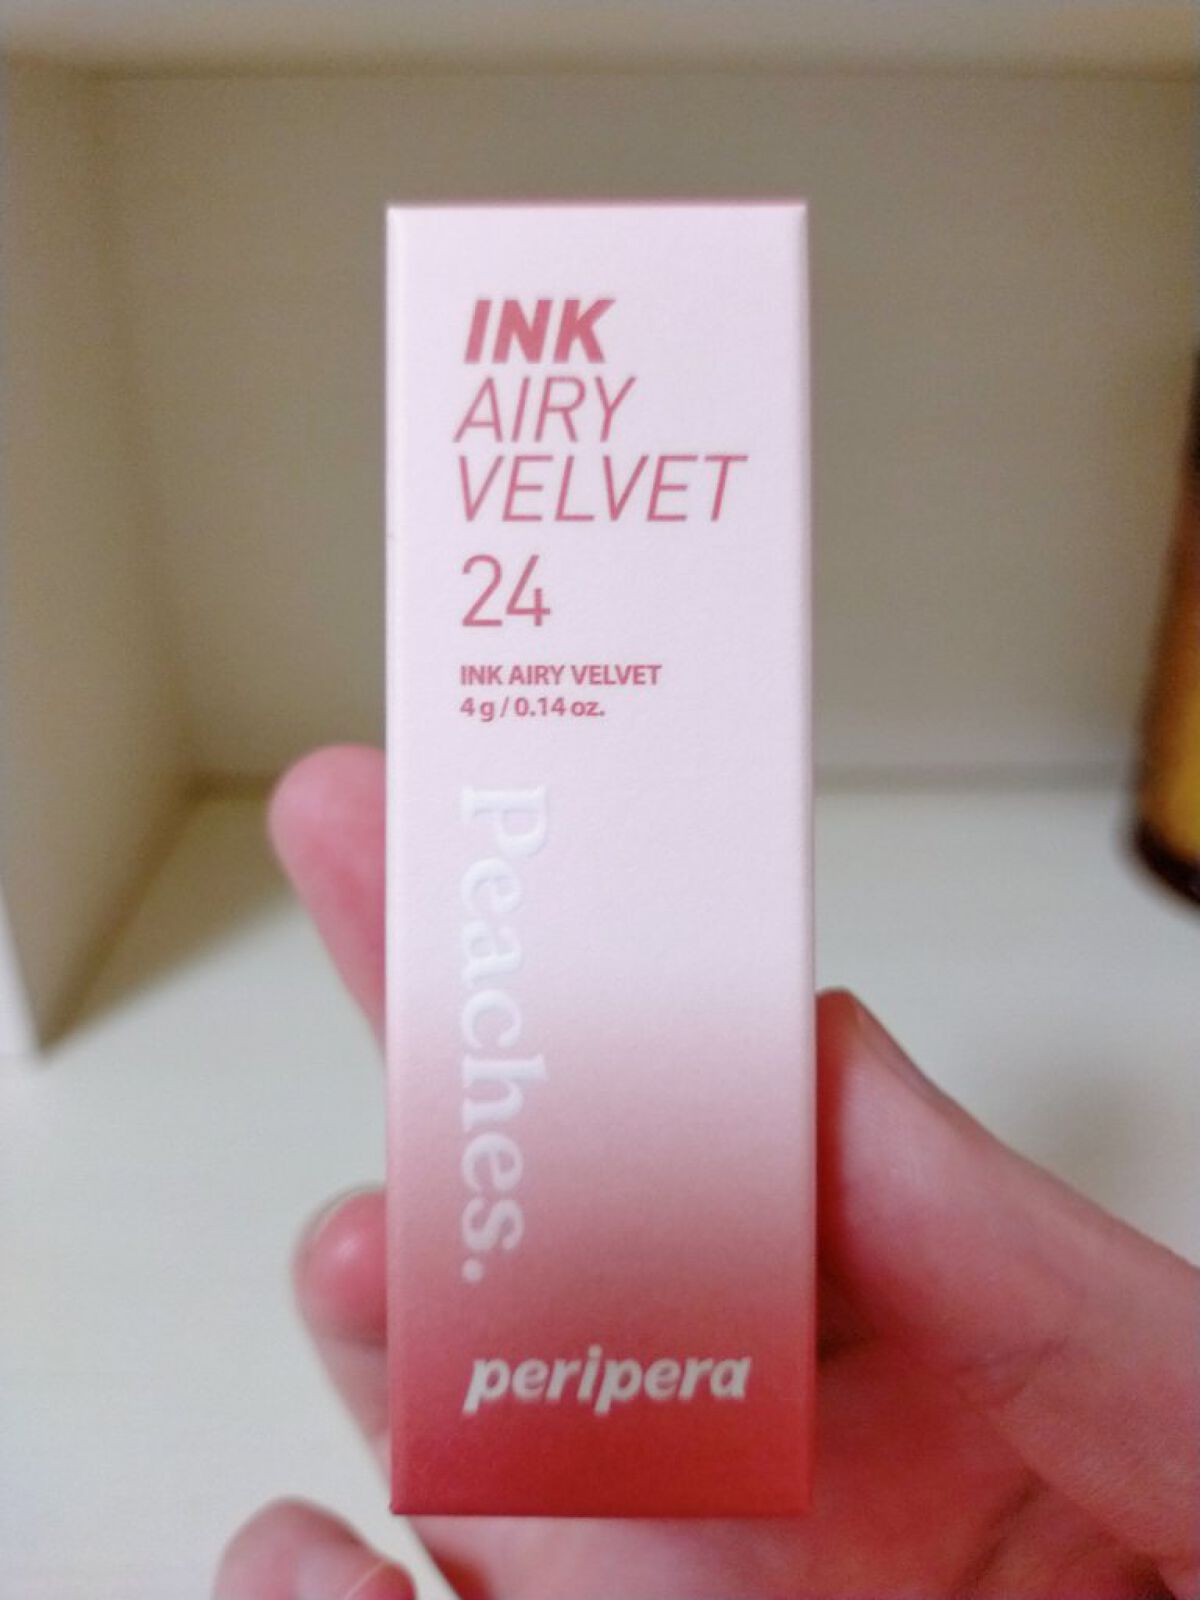 INK
AIRY
VELVET
24
INK AIRY VELVET
4 g / 0.14 oz.
Peaches.
peripera